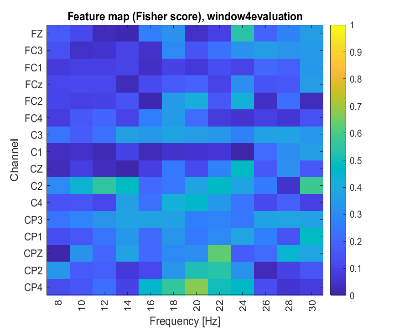 Feature map (Fisher score), window4evaluation
Channel
FZ
FC3
FC1
FCz
FC2
FC4
C3
C1
CZ
C2
C4
CP3
CP1
CPZ
CP2
CP4
8 10 12 14 16 18 20 22 24 26 28 30
Frequency [Hz]
1
0.9
0.8
0.7
0.6
0.5
0.4
0.3
0.2
0.1
0